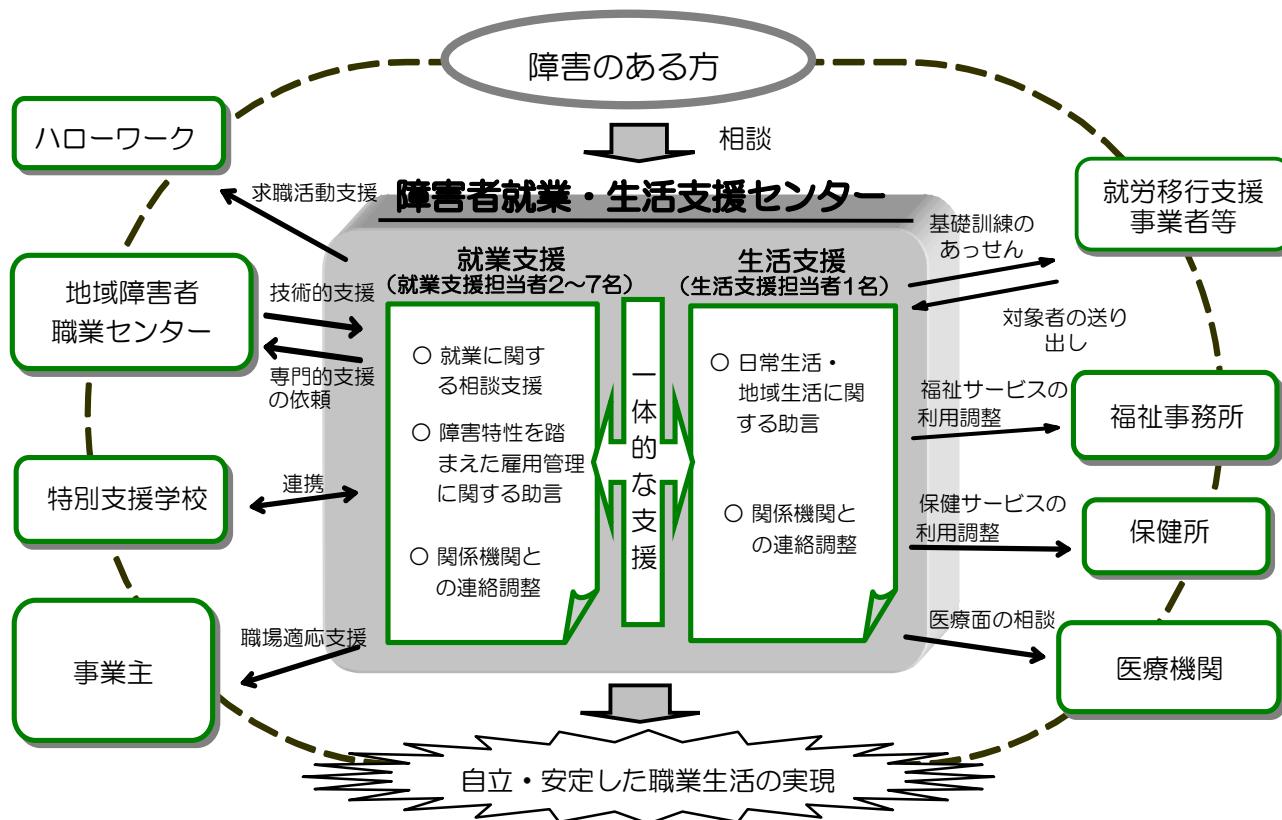 障害のある方
相談
障害者就業・生活支援センター
ハローワーク
求職活動支援
地域障害者
職業センター
技術的支援
専門的支援
の依頼
特別支援学校
連携
事業主
職場適応支援
就業支援
(就業支援担当者2~7名)
○ 就業に関す
る相談支援
○ 障害特性を踏
まえた雇用管理
に関する助言
○ 関係機関と
の連絡調整
一体的な支援
生活支援
(生活支援担当者1名)
○ 日常生活・
地域生活に関
する助言
○ 関係機関と
の連絡調整
基礎訓練の
あっせん
就労移行支援
事業者等
対象者の送り
出し
福祉サービスの
利用調整
福祉事務所
保健サービスの
利用調整
保健所
医療面の相談
医療機関
自立・安定した職業生活の実現